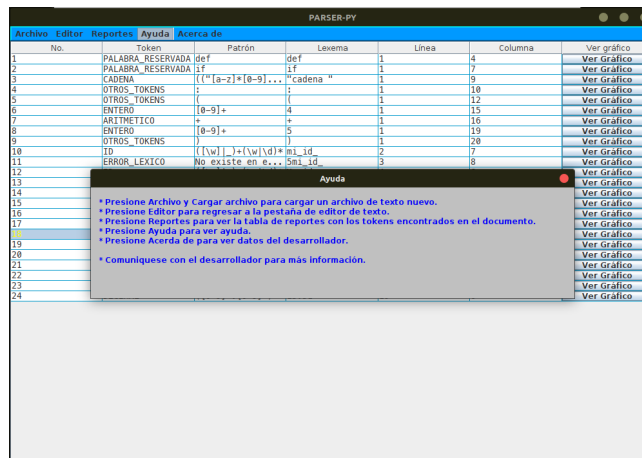 PARSER-PY
Archivo Editor Reportes Ayuda Acerca de
No. Token Patrón Lexema Línea Columna Ver gráfico
1 PALABRA_RESERVADA def def 1 4 Ver Gráfico
2 PALABRA_RESERVADA if if 1 7 Ver Gráfico
3 CADENA (("[a-z]*[0-9]... "cadena " 1 9 Ver Gráfico
4 OTROS_TOKENS : : 1 10 Ver Gráfico
5 OTROS_TOKENS ( ( 1 12 Ver Gráfico
6 ENTERO [0-9]+ 4 1 15 Ver Gráfico
7 ARITMETICO + + 1 16 Ver Gráfico
8 ENTERO [0-9]+ 5 1 19 Ver Gráfico
9 OTROS_TOKENS ) ) 1 20 Ver Gráfico
10 ID ([\w]|_)+(\w|\d)* mi_id_ 2 7 Ver Gráfico
11 ERROR_LEXICO No existe en e... 5mi_id_ 3 8 Ver Gráfico
12 Ver Gráfico
13 Ver Gráfico
14 Ver Gráfico
15 Ver Gráfico
16 Ver Gráfico
17 Ver Gráfico
Ver Gráfico
19 Ver Gráfico
20 Ver Gráfico
21 Ver Gráfico
22 Ver Gráfico
23 Ver Gráfico
24 Ver Gráfico
Ayuda
* Presione Archivo y Cargar archivo para cargar un archivo de texto nuevo.
* Presione Editor para regresar a la pestaña de editor de texto.
* Presione Reportes para ver la tabla de reportes con los tokens encontrados en el documento.
* Presione Ayuda para ver ayuda.
* Presione Acerda de para ver datos del desarrollador.
* Comuniquese con el desarrollador para más información.